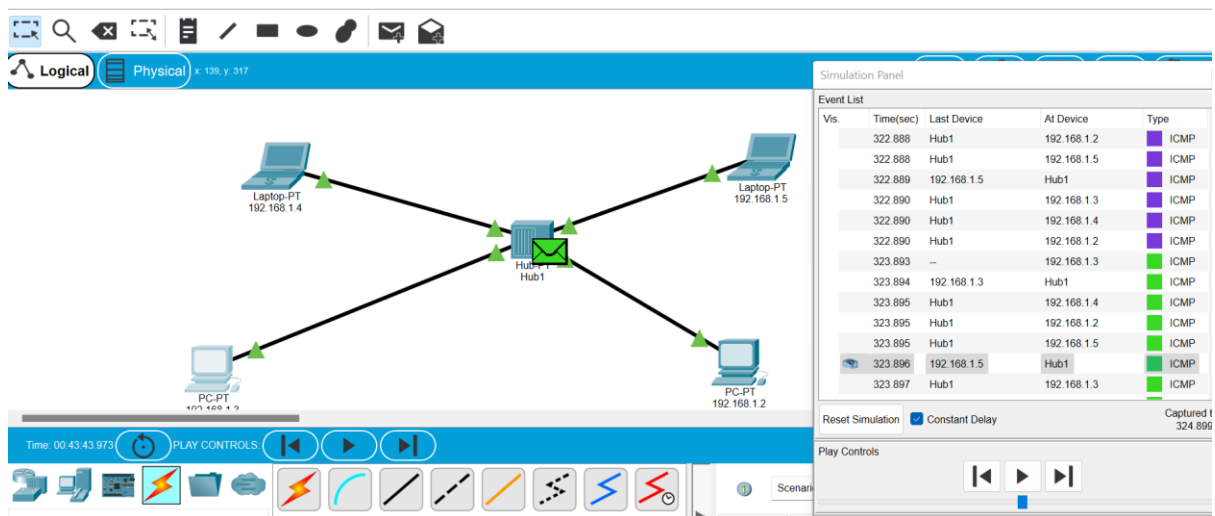 Logical
Physical
x: 139, y: 317
Simulation Panel
Event List
Vis. Time(sec) Last Device At Device Type
322.888 Hub1 192.168.1.2 ICMP
322.888 Hub1 192.168.1.5 ICMP
322.889 192.168.1.5 Hub1 ICMP
322.890 Hub1 192.168.1.3 ICMP
322.890 Hub1 192.168.1.4 ICMP
322.890 Hub1 192.168.1.2 ICMP
323.893 -- 192.168.1.3 ICMP
323.894 192.168.1.3 Hub1 ICMP
323.895 Hub1 192.168.1.4 ICMP
323.895 Hub1 192.168.1.2 ICMP
323.895 Hub1 192.168.1.5 ICMP
323.896 192.168.1.5 Hub1 ICMP
323.897 Hub1 192.168.1.3 ICMP
Reset Simulation
Constant Delay
Captured t
324.899
Play Controls
Laptop-PT
192.168.1.4
Laptop-PT
192.168.1.5
Hub-PT
Hub1
PC-PT
192.168.1.3
PC-PT
192.168.1.2
Time: 00:43:43.973
PLAY CONTROLS:
Scenari